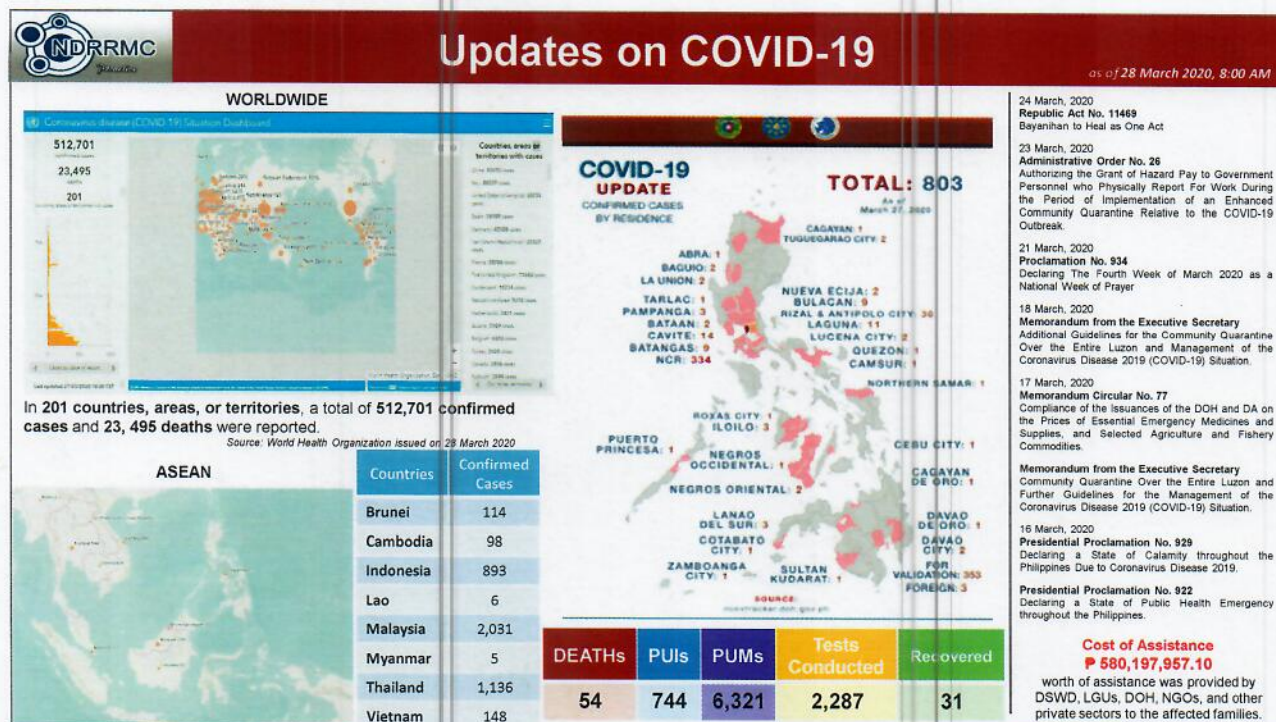 NDRRMC
Updates on COVID-19
as of 28 March 2020, 8:00 AM
WORLDWIDE
Coronavirus disease (COVID-19) Situation Dashboard
512,701
confirmed cases
23,495
deaths
201
Countries, areas or
territories with cases
In 201 countries, areas, or territories, a total of 512,701 confirmed
cases and 23, 495 deaths were reported.
Source: World Health Organization issued on 28 March 2020
ASEAN
Countries Confirmed
Cases
Brunei 114
Cambodia 98
Indonesia 893
Lao 6
Malaysia 2,031
Myanmar 5
Thailand 1,136
Vietnam 148
COVID-19
UPDATE
CONFIRMED CASES
BY RESIDENCE
TOTAL: 803
As of
March 27, 2020
CAGAYAN: 1
TUGUEGARAO CITY: 2
ABRA: 1
BAGUIO: 2
LA UNION: 2
TARLAC: 1
PAMPANGA: 3
BATAAN: 2
CAVITE: 14
BATANGAS: 9
NCR: 334
NUEVA ECIJA: 2
BULACAN: 9
RIZAL & ANTIPOLO CITY: 36
LAGUNA: 11
LUCENA CITY: 2
QUEZON: 1
CAMSUR: 1
NORTHERN SAMAR: 1
ROXAS CITY: 1
ILOILO: 3
PUERTO
PRINCESA: 1
NEGROS
OCCIDENTAL: 1
NEGROS ORIENTAL: 2
CEBU CITY: 1
CAGAYAN
DE ORO: 1
LANAO
DEL SUR: 3
COTABATO
CITY: 1
ZAMBOANGA
CITY: 1
SULTAN
KUDARAT: 1
DAVAO
DE ORO: 1
DAVAO
CITY: 2
FOR
VALIDATION: 353
FOREIGN: 3
SOURCE:
DEATHs PUIs PUMs Tests
Conducted Recovered
54 744 6,321 2,287 31
24 March, 2020
Republic Act No. 11469
Bayanihan to Heal as One Act
23 March, 2020
Administrative Order No. 26
Authorizing the Grant of Hazard Pay to Government
Personnel who Physically Report For Work During
the Period of Implementation of an Enhanced
Community Quarantine Relative to the COVID-19
Outbreak.
21 March, 2020
Proclamation No. 934
Declaring The Fourth Week of March 2020 as a
National Week of Prayer
18 March, 2020
Memorandum from the Executive Secretary
Additional Guidelines for the Community Quarantine
Over the Entire Luzon and Management of the
Coronavirus Disease 2019 (COVID-19) Situation.
17 March, 2020
Memorandum Circular No. 77
Compliance of the Issuances of the DOH and DA on
the Prices of Essential Emergency Medicines and
Supplies, and Selected Agriculture and Fishery
Commodities.
Memorandum from the Executive Secretary
Community Quarantine Over the Entire Luzon and
Further Guidelines for the Management of the
Coronavirus Disease 2019 (COVID-19) Situation.
16 March, 2020
Presidential Proclamation No. 929
Declaring a State of Calamity throughout the
Philippines Due to Coronavirus Disease 2019.
Presidential Proclamation No. 922
Declaring a State of Public Health Emergency
throughout the Philippines.
Cost of Assistance
₱ 580,197,957.10
worth of assistance was provided by
DSWD, LGUs, DOH, NGOs, and other
private sectors to the affected families.